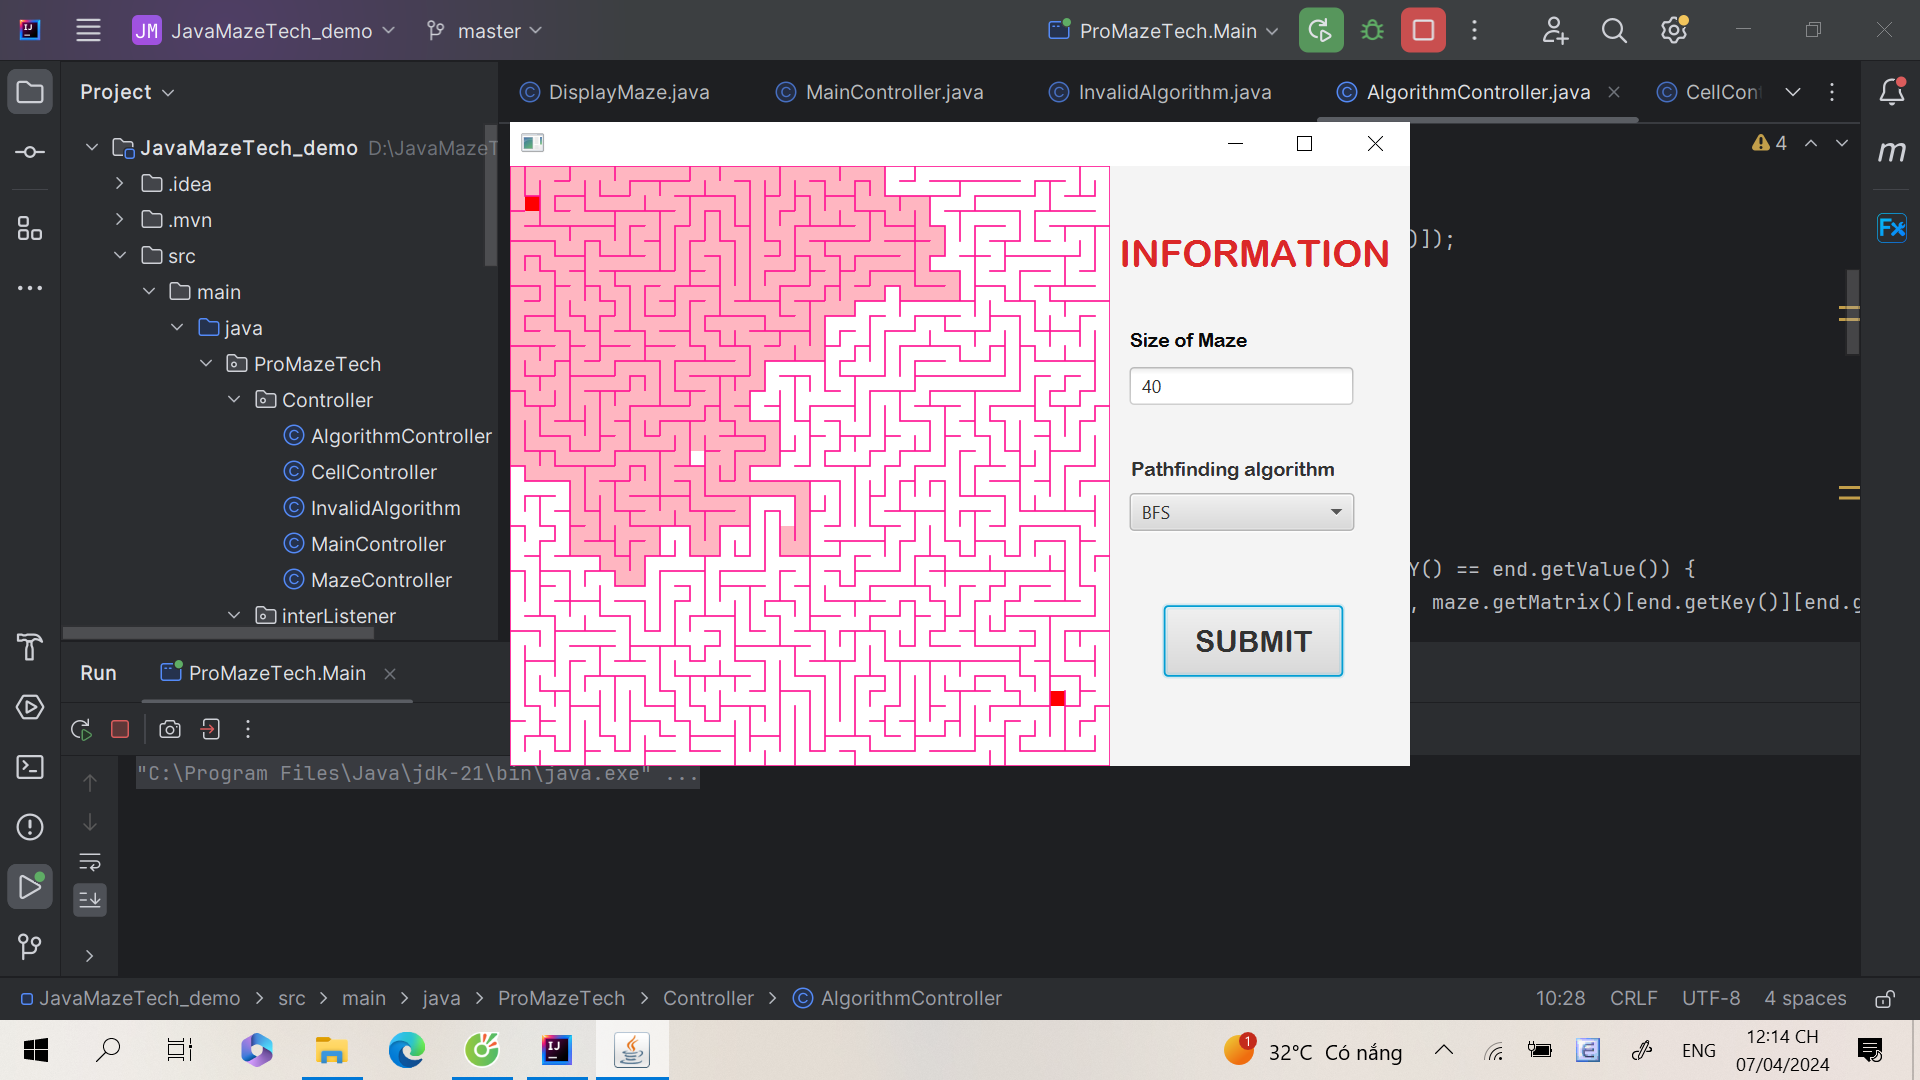 JM JavaMazeTech_demo master ProMazeTech.Main
Project
DisplayMaze.java MainController.java InvalidAlgorithm.java AlgorithmController.java CellCont
4
JavaMazeTech_demo D:\JavaMazeT
.idea
.mvn
src
main
java
ProMazeTech
Controller
AlgorithmController
CellController
InvalidAlgorithm
MainController
MazeController
interListener
INFORMATION
Size of Maze
40
Pathfinding algorithm
BFS
SUBMIT
)]);
Y() == end.getValue()) {
, maze.getMatrix()[end.getKey()][end.g
m
Fx
Run ProMazeTech.Main
"C:\Program Files\Java\jdk-21\bin\java.exe" ...
JavaMazeTech_demo > src > main > java > ProMazeTech > Controller > AlgorithmController
10:28 CRLF UTF-8 4 spaces
1 32°C Có nắng ENG 12:14 CH
07/04/2024